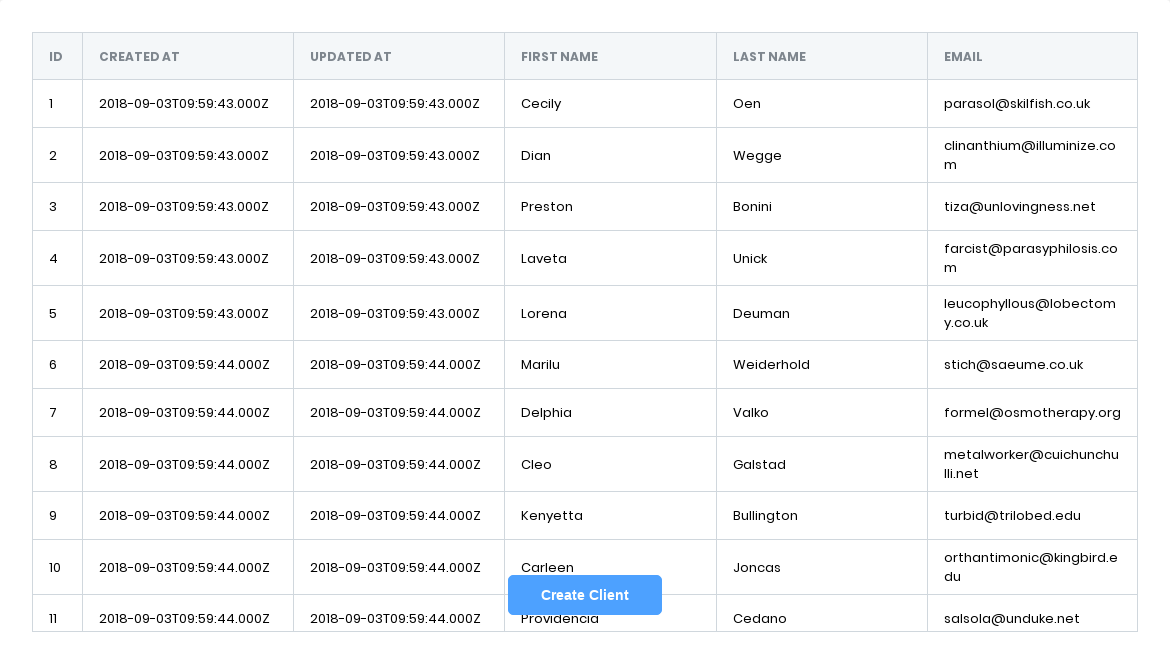 ID CREATED AT UPDATED AT FIRST NAME LAST NAME EMAIL
1 2018-09-03T09:59:43.000Z 2018-09-03T09:59:43.000Z Cecily Oen parasol@skilfish.co.uk
2 2018-09-03T09:59:43.000Z 2018-09-03T09:59:43.000Z Dian Wegge clinanthium@illuminize.co
m
3 2018-09-03T09:59:43.000Z 2018-09-03T09:59:43.000Z Preston Bonini tiza@unlovingness.net
4 2018-09-03T09:59:43.000Z 2018-09-03T09:59:43.000Z Laveta Unick farcist@parasyphilosis.co
m
5 2018-09-03T09:59:43.000Z 2018-09-03T09:59:43.000Z Lorena Deuman leucophyllous@lobectom
y.co.uk
6 2018-09-03T09:59:44.000Z 2018-09-03T09:59:44.000Z Marilu Weiderhold stich@saeume.co.uk
7 2018-09-03T09:59:44.000Z 2018-09-03T09:59:44.000Z Delphia Valko formel@osmotherapy.org
8 2018-09-03T09:59:44.000Z 2018-09-03T09:59:44.000Z Cleo Galstad metalworker@cuichunchu
lli.net
9 2018-09-03T09:59:44.000Z 2018-09-03T09:59:44.000Z Kenyetta Bullington turbid@trilobed.edu
10 2018-09-03T09:59:44.000Z 2018-09-03T09:59:44.000Z Carleen Joncas orthantimonic@kingbird.e
du
Create Client
11 2018-09-03T09:59:44.000Z 2018-09-03T09:59:44.000Z Providencia Cedano salsola@unduke.net